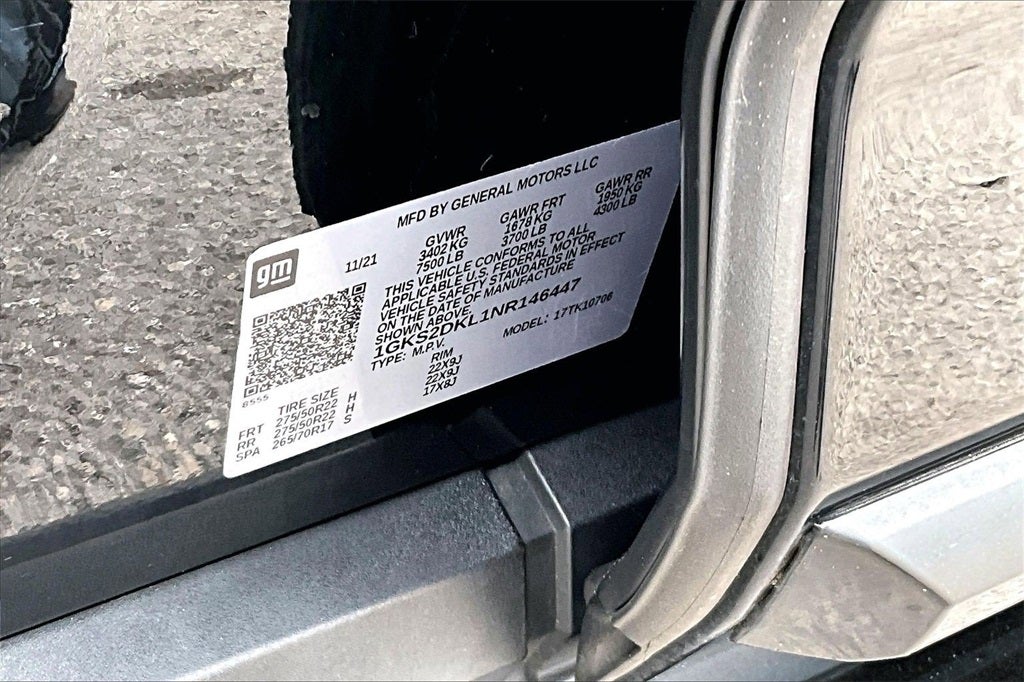 MFD BY GENERAL MOTORS LLC
gm
11/21
GVWR GAWR FRT GAWR RR
3402 KG 1678 KG 1950 KG
7500 LB 3700 LB 4300 LB
THIS VEHICLE CONFORMS TO ALL
APPLICABLE U.S. FEDERAL MOTOR
VEHICLE SAFETY STANDARDS IN EFFECT
ON THE DATE OF MANUFACTURE
SHOWN ABOVE.
1GKS2DKL1NR146447
TYPE: M.P.V. MODEL: 17TK10706
8555
TIRE SIZE RIM
FRT 275/50R22 H 22X9J
RR 275/50R22 H 22X9J
SPA 265/70R17 S 17X8J